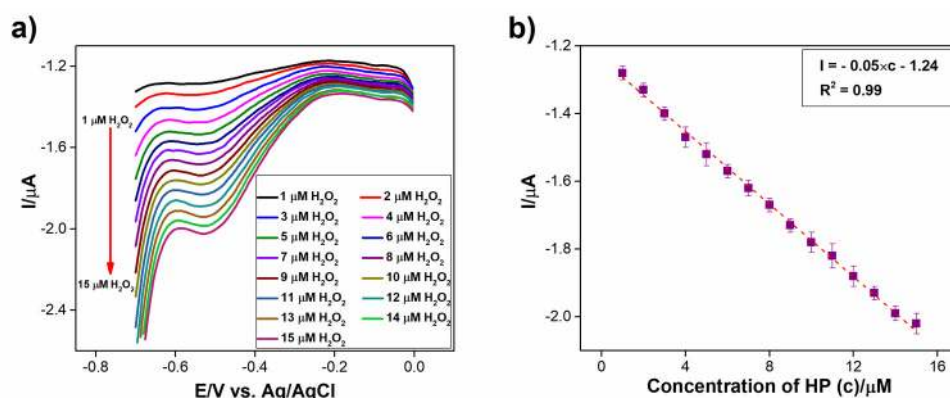 a)
-1.2
-1.6
-2.0
-2.4
I/μA
1 μM H₂O₂
15 μM H₂O₂
1 μM H₂O₂ 2 μM H₂O₂
3 μM H₂O₂ 4 μM H₂O₂
5 μM H₂O₂ 6 μM H₂O₂
7 μM H₂O₂ 8 μM H₂O₂
9 μM H₂O₂ 10 μM H₂O₂
11 μM H₂O₂ 12 μM H₂O₂
13 μM H₂O₂ 14 μM H₂O₂
15 μM H₂O₂
-0.8 -0.6 -0.4 -0.2 0.0
E/V vs. Ag/AgCl
b)
-1.2
-1.4
-1.6
-1.8
-2.0
I/μA
I = - 0.05×c - 1.24
R² = 0.99
0 4 8 12 16
Concentration of HP (c)/μM